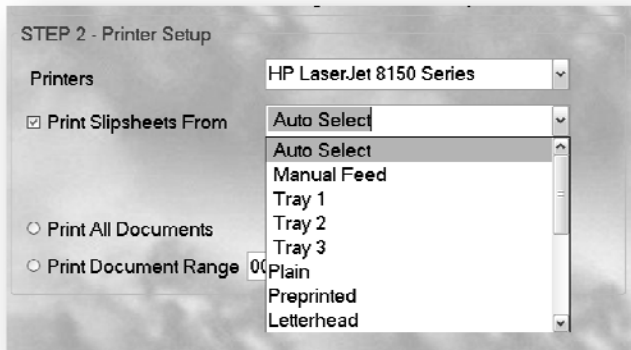 STEP 2 - Printer Setup
Printers HP LaserJet 8150 Series
Print Slipsheets From Auto Select
Auto Select
Manual Feed
Tray 1
Tray 2
Print All Documents
Tray 3
Print Document Range 00
Plain
Preprinted
Letterhead